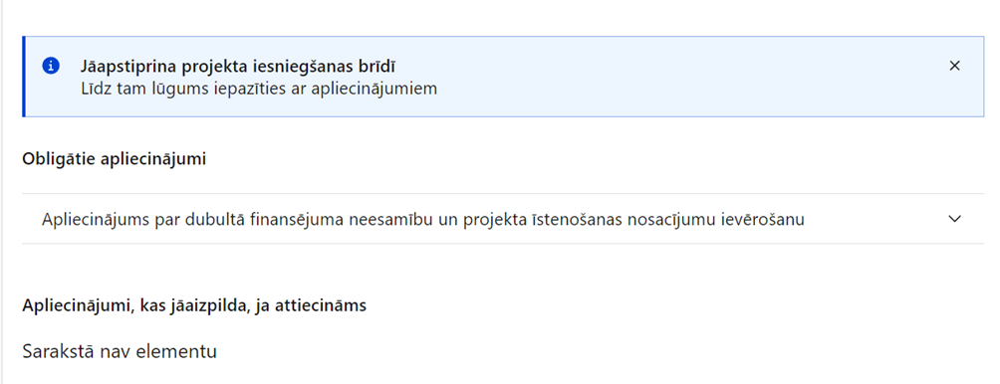 Jāapstiprina projekta iesniegšanas brīdī
Līdz tam lūgums iepazīties ar apliecinājumiem
Obligātie apliecinājumi
Apliecinājums par dubultā finansējuma neesamību un projekta īstenošanas nosacījumu ievērošanu
Apliecinājumi, kas jāaizpilda, ja attiecināms
Sarakstā nav elementu